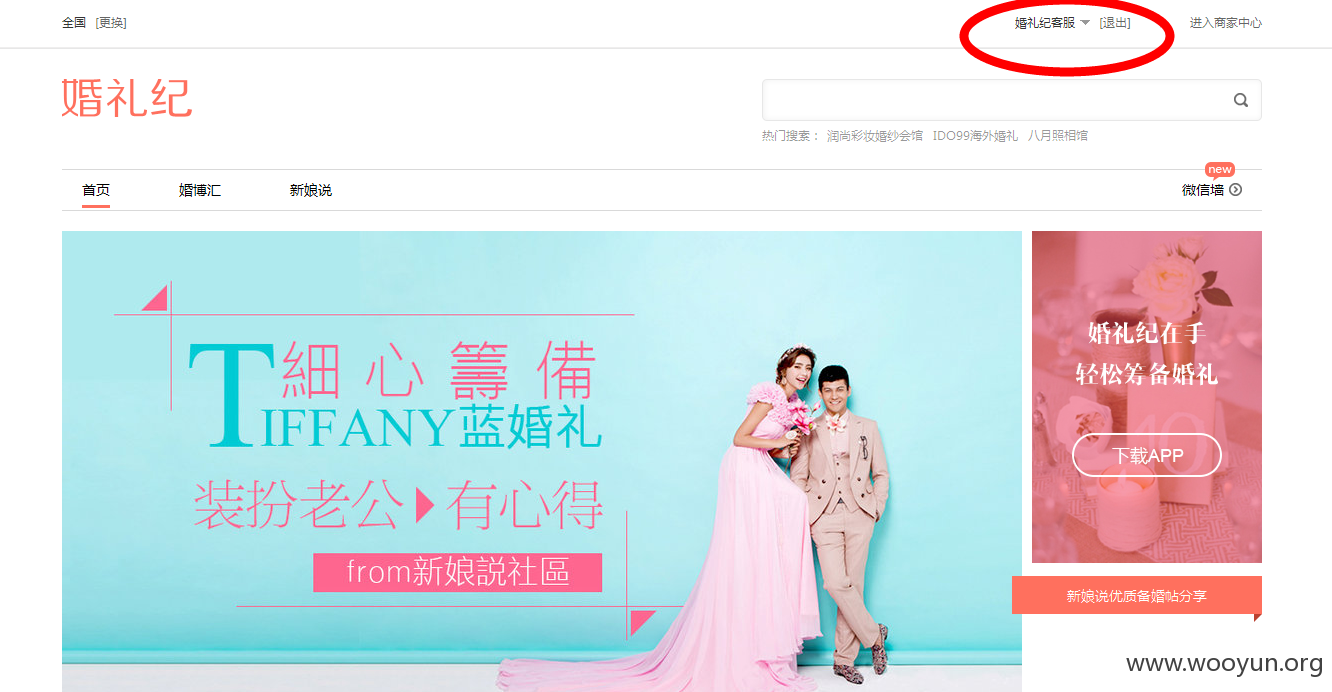 全国 [更换] 婚礼纪客服 [退出] 进入商家中心
婚礼纪
热门搜索： 润尚彩妆婚纱会馆 IDO99海外婚礼 八月照相馆
new
首页 婚博汇 新娘说 微信墙
細心籌備
TIFFANY蓝婚礼
装扮老公 有心得
from新娘説社區
婚礼纪在手
轻松筹备婚礼
下载APP
新娘说优质备婚帖分享
www.wooyun.org